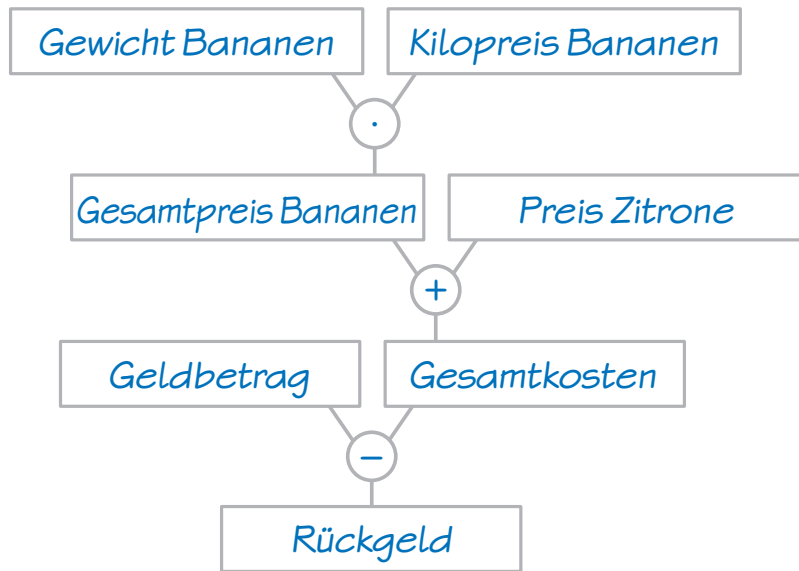 Gewicht Bananen
Kilopreis Bananen
·
Gesamtpreis Bananen
Preis Zitrone
+
Geldbetrag
Gesamtkosten
−
Rückgeld